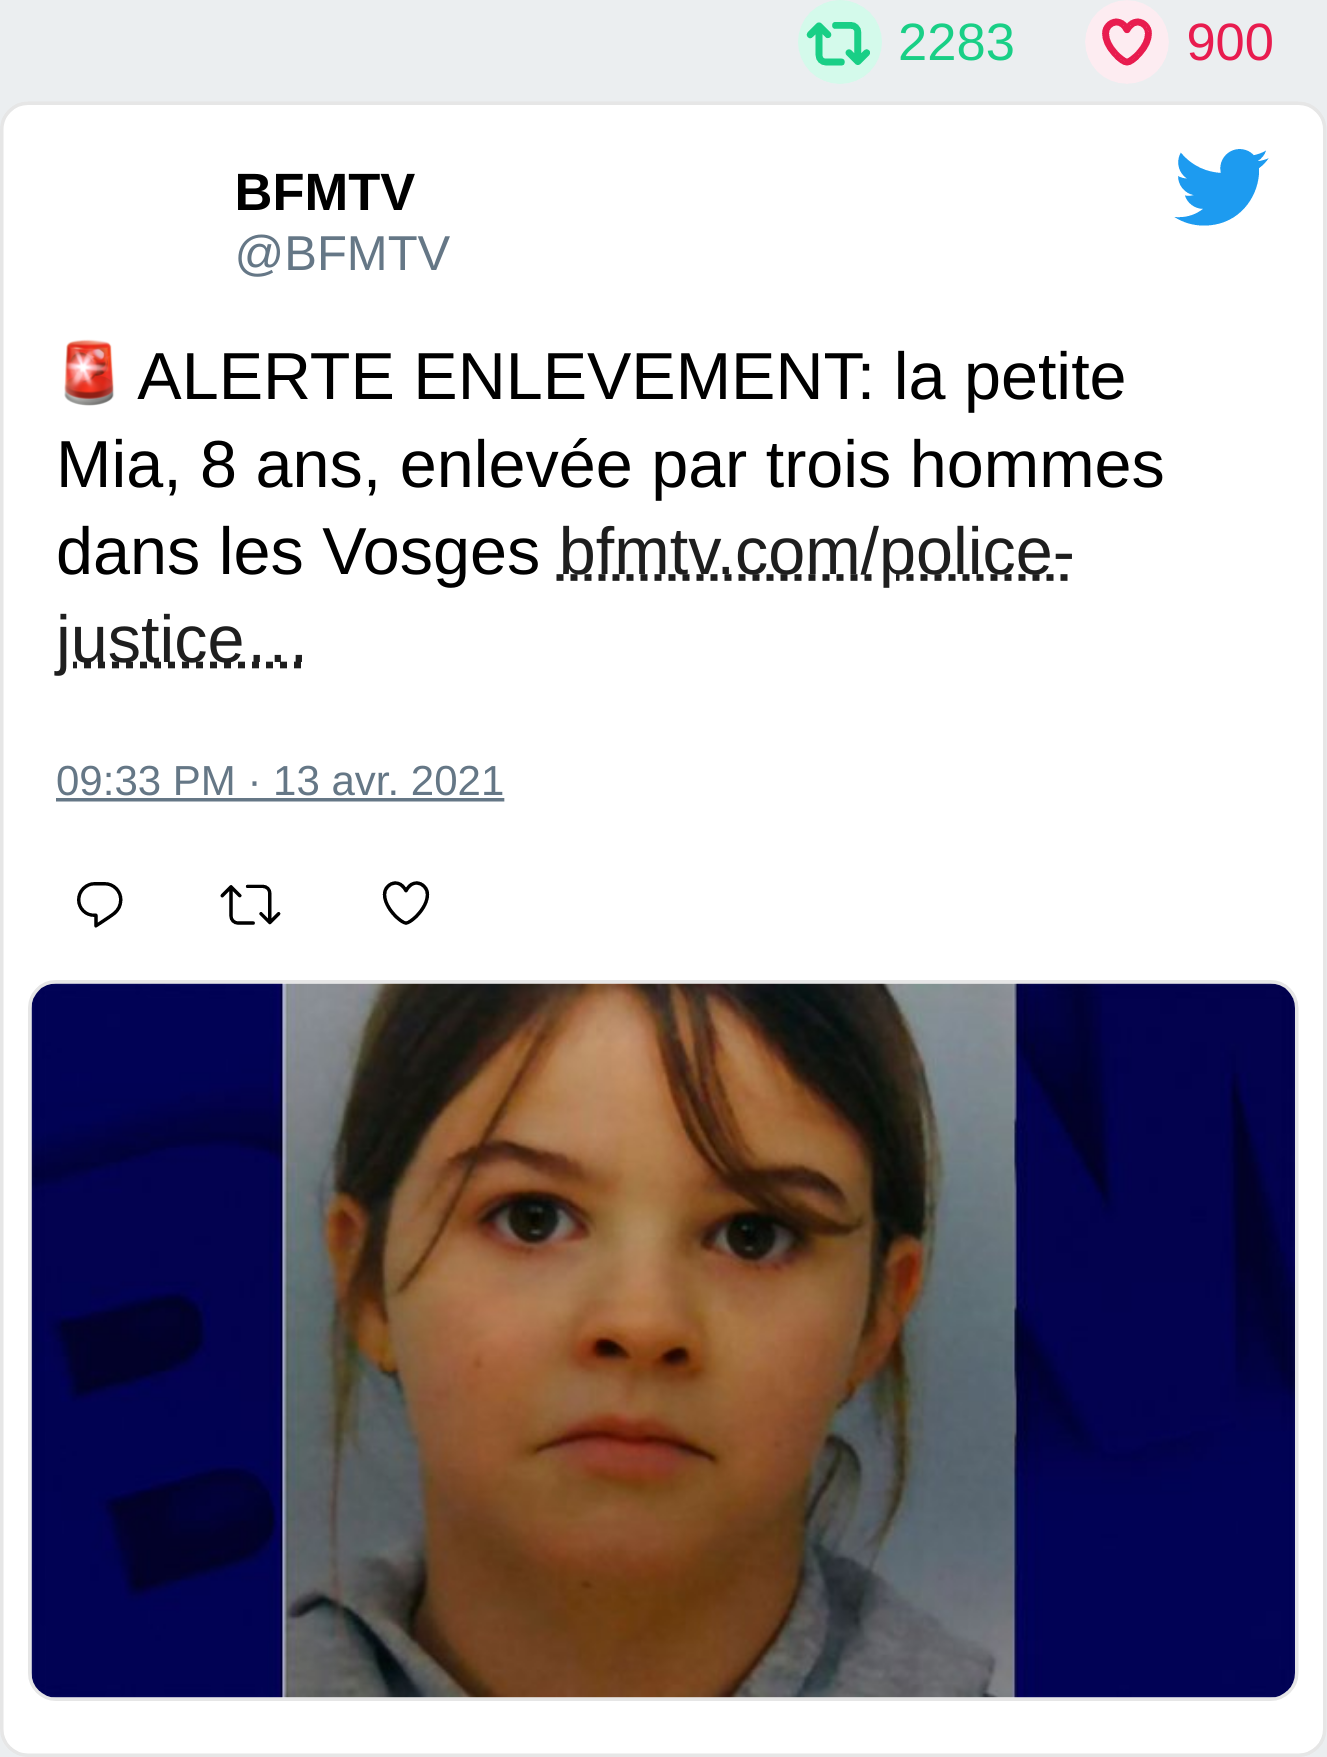 2283 900
BFMTV
@BFMTV
🚨 ALERTE ENLEVEMENT: la petite
Mia, 8 ans, enlevée par trois hommes
dans les Vosges bfmtv.com/police-
justice…
09:33 PM · 13 avr. 2021